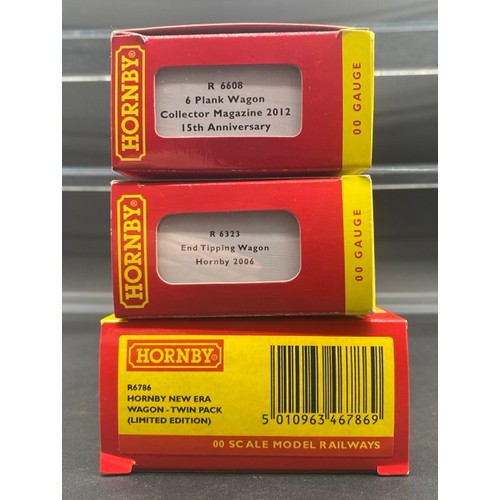 HORNBY®
R 6608
6 Plank Wagon
Collector Magazine 2012
15th Anniversary
00 GAUGE
HORNBY®
R 6323
End Tipping Wagon
Hornby 2006
00 GAUGE
HORNBY®
R6786
HORNBY NEW ERA
WAGON - TWIN PACK
(LIMITED EDITION)
5 010963 467869
00 SCALE MODEL RAILWAYS